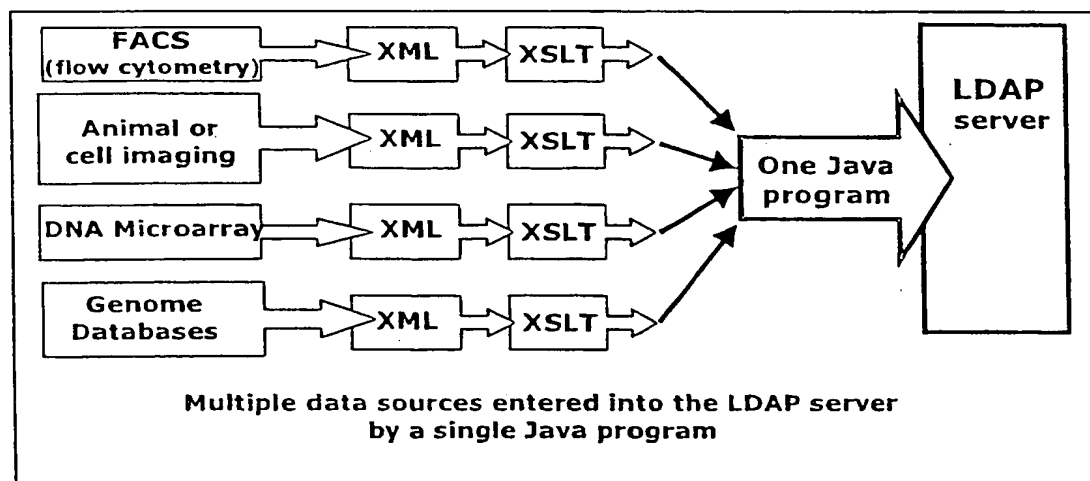 FACS
(flow cytometry)
XML
XSLT
Animal or
cell imaging
XML
XSLT
DNA Microarray
XML
XSLT
Genome
Databases
XML
XSLT
One Java
program
LDAP
server
Multiple data sources entered into the LDAP server
by a single Java program